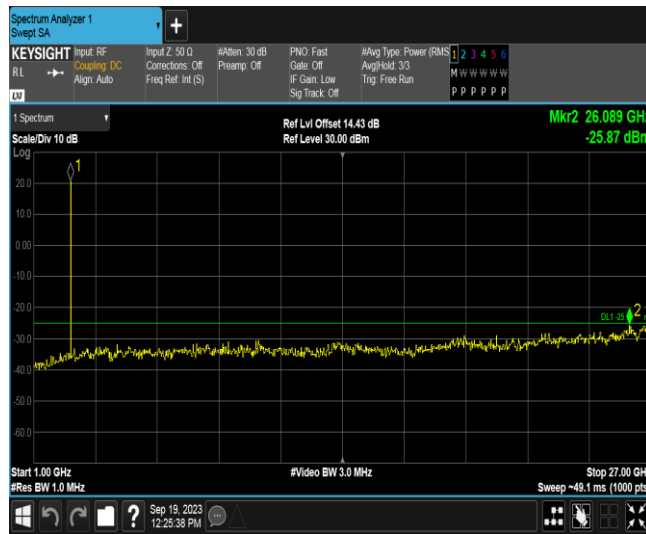 Spectrum Analyzer 1
Swept SA
+
KEYSIGHT
RL
LXI
Input: RF
Coupling: DC
Align: Auto
Input Z: 50 Ω
Corrections: Off
Freq Ref: Int (S)
#Atten: 30 dB
Preamp: Off
PNO: Fast
Gate: Off
IF Gain: Low
Sig Track: Off
#Avg Type: Power (RMS
Avg|Hold: 3/3
Trig: Free Run
1 2 3 4 5 6
M W W W W W
P P P P P P
1 Spectrum
Scale/Div 10 dB
Log
Ref Lvl Offset 14.43 dB
Ref Level 30.00 dBm
Mkr2 26.089 GHz
-25.87 dBm
1
20.0
10.0
0.00
-10.0
-20.0
DL1 -25.
2
-30.0
-40.0
-50.0
-60.0
Start 1.00 GHz
#Res BW 1.0 MHz
#Video BW 3.0 MHz
Stop 27.00 GHz
Sweep ~49.1 ms (1000 pts
?
Sep 19, 2023
12:25:38 PM